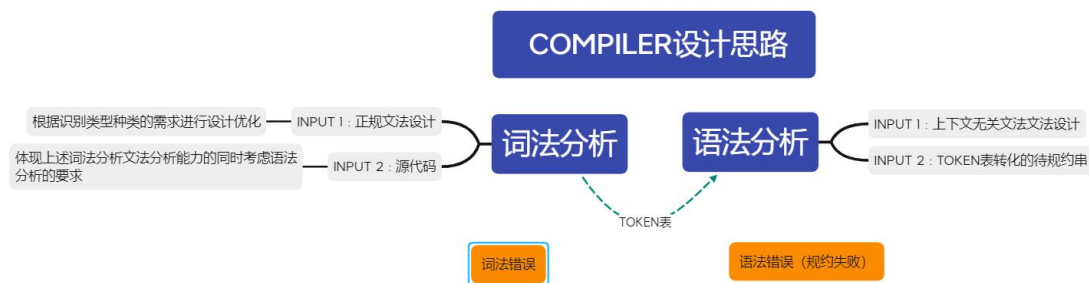 COMPILER设计思路
根据识别类型种类的需求进行设计优化
INPUT 1：正规文法设计
体现上述词法分析文法分析能力的同时考虑语法
分析的要求
INPUT 2：源代码
词法分析
语法分析
INPUT 1：上下文无关文法文法设计
INPUT 2：TOKEN表转化的待规约串
TOKEN表
词法错误
语法错误（规约失败）